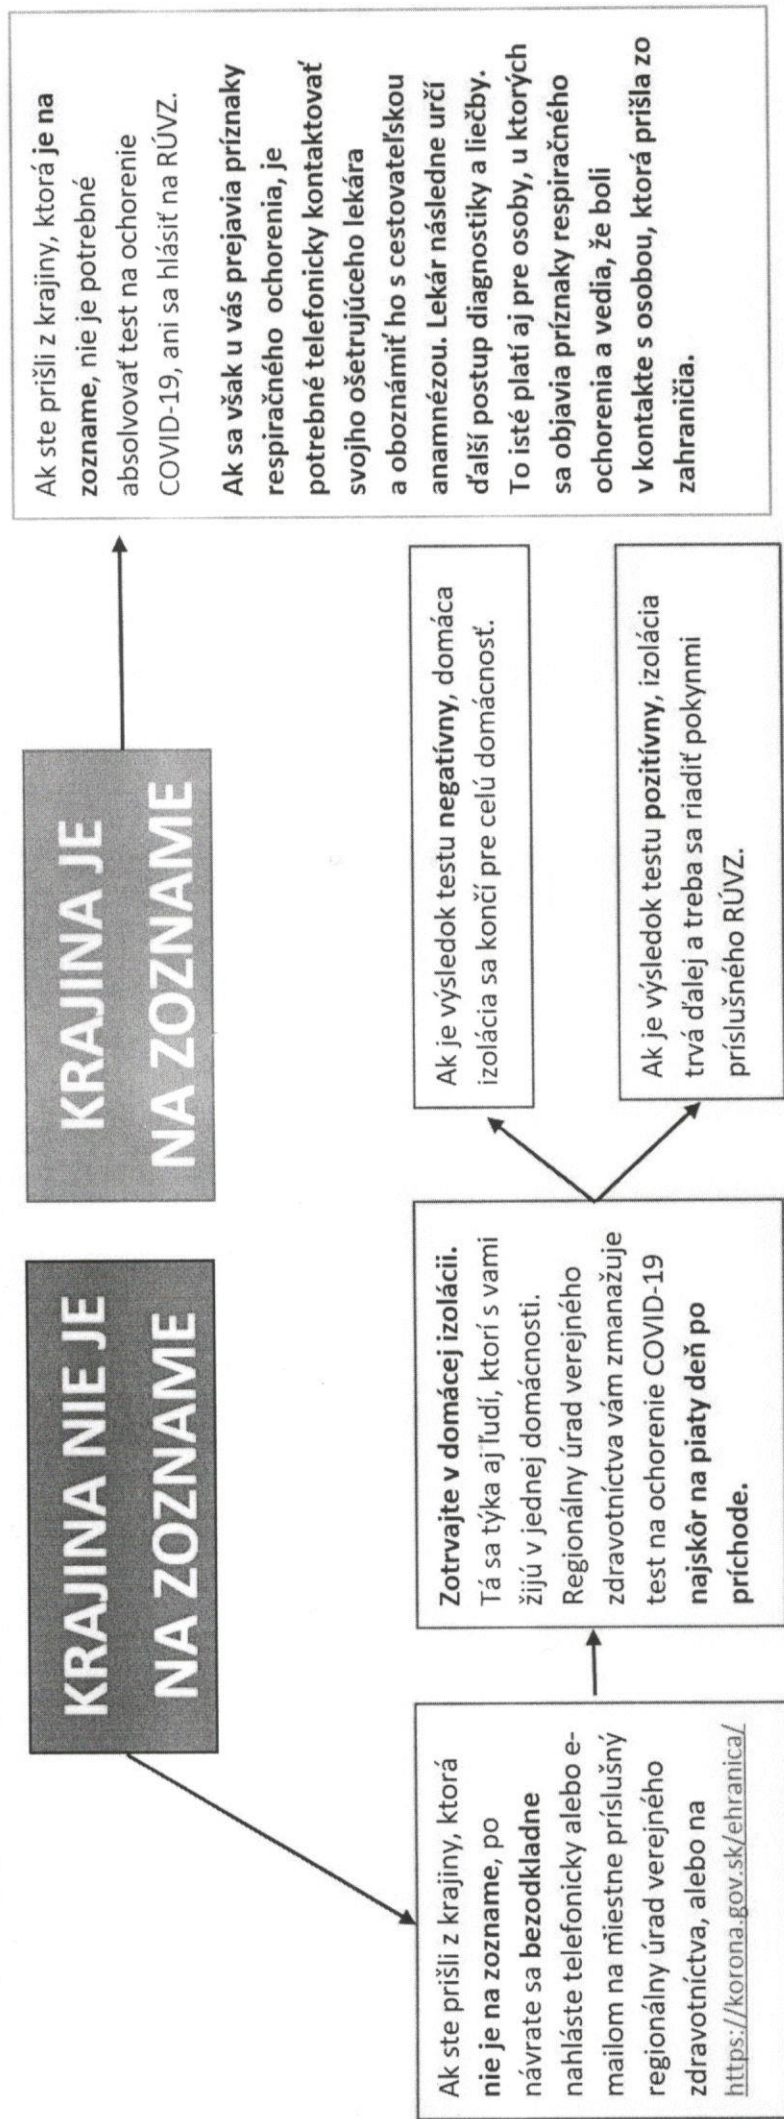 KRAJINA NIE JE
NA ZOZNAME
Ak ste prišli z krajiny, ktorá
nie je na zozname, po
návrate sa bezodkladne
nahláste telefonicky alebo e-
mailom na miestne príslušný
regionálny úrad verejného
zdravotníctva, alebo na
https://korona.gov.sk/ehranica/
Zotrvajte v domácej izolácii.
Tá sa týka aj ľudí, ktorí s vami
žijú v jednej domácnosti.
Regionálny úrad verejného
zdravotníctva vám zmanažuje
test na ochorenie COVID-19
najskôr na piaty deň po
príchode.
Ak je výsledok testu negatívny, domáca
izolácia sa končí pre celú domácnosť.
Ak je výsledok testu pozitívny, izolácia
trvá ďalej a treba sa riadiť pokynmi
príslušného RÚVZ.
KRAJINA JE
NA ZOZNAME
Ak ste prišli z krajiny, ktorá je na
zozname, nie je potrebné
absolvovať test na ochorenie
COVID-19, ani sa hlásiť na RÚVZ.
Ak sa však u vás prejavia príznaky
respiračného ochorenia, je
potrebné telefonicky kontaktovať
svojho ošetrujúceho lekára
a oboznámiť ho s cestovateľskou
anamnézou. Lekár následne určí
ďalší postup diagnostiky a liečby.
To isté platí aj pre osoby, u ktorých
sa objavia príznaky respiračného
ochorenia a vedia, že boli
v kontakte s osobou, ktorá prišla zo
zahraničia.